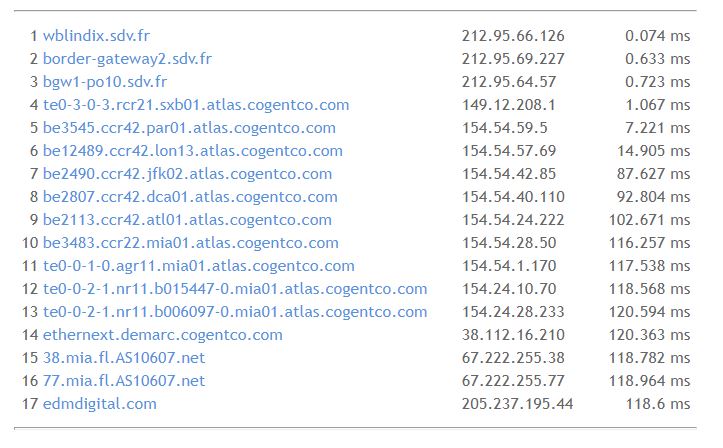 1 wblindix.sdv.fr 212.95.66.126 0.074 ms
2 border-gateway2.sdv.fr 212.95.69.227 0.633 ms
3 bgw1-po10.sdv.fr 212.95.64.57 0.723 ms
4 te0-3-0-3.rcr21.sxb01.atlas.cogentco.com 149.12.208.1 1.067 ms
5 be3545.ccr42.par01.atlas.cogentco.com 154.54.59.5 7.221 ms
6 be12489.ccr42.lon13.atlas.cogentco.com 154.54.57.69 14.905 ms
7 be2490.ccr42.jfk02.atlas.cogentco.com 154.54.42.85 87.627 ms
8 be2807.ccr42.dca01.atlas.cogentco.com 154.54.40.110 92.804 ms
9 be2113.ccr42.atl01.atlas.cogentco.com 154.54.24.222 102.671 ms
10 be3483.ccr22.mia01.atlas.cogentco.com 154.54.28.50 116.257 ms
11 te0-0-1-0.agr11.mia01.atlas.cogentco.com 154.54.1.170 117.538 ms
12 te0-0-2-1.nr11.b015447-0.mia01.atlas.cogentco.com 154.24.10.70 118.568 ms
13 te0-0-2-1.nr11.b006097-0.mia01.atlas.cogentco.com 154.24.28.233 120.594 ms
14 ethernext.demarc.cogentco.com 38.112.16.210 120.363 ms
15 38.mia.fl.AS10607.net 67.222.255.38 118.782 ms
16 77.mia.fl.AS10607.net 67.222.255.77 118.964 ms
17 edmdigital.com 205.237.195.44 118.6 ms